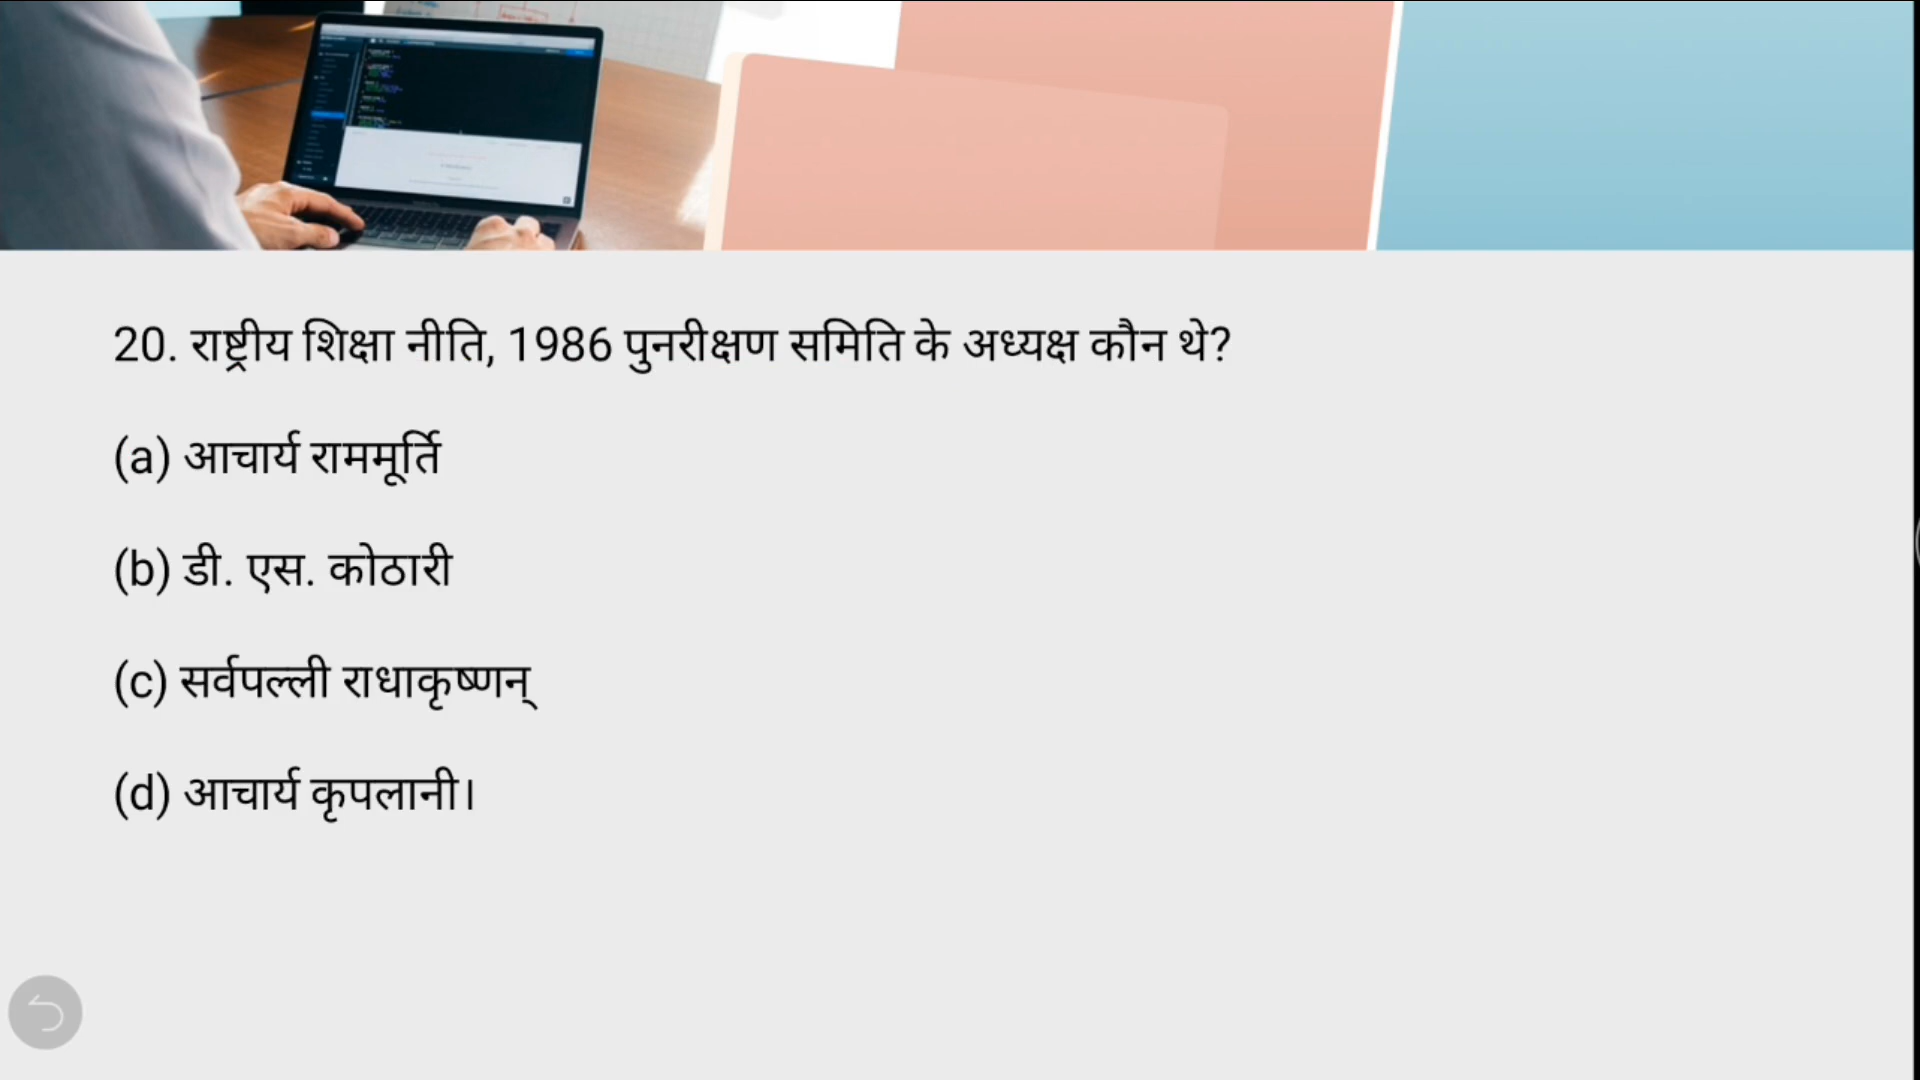 20. राष्ट्रीय शिक्षा नीति, 1986 पुनरीक्षण समिति के अध्यक्ष कौन थे?
(a) आचार्य राममूर्ति
(b) डी. एस. कोठारी
(c) सर्वपल्ली राधाकृष्णन्
(d) आचार्य कृपलानी।